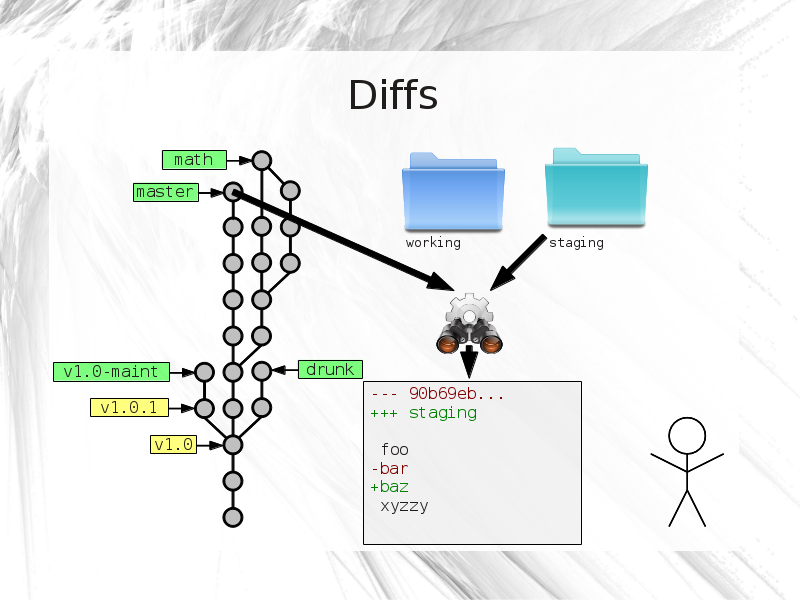 Diffs
math
master
working
staging
v1.0-maint
drunk
v1.0.1
v1.0
--- 90b69eb...
+++ staging
 foo
-bar
+baz
 xyzzy